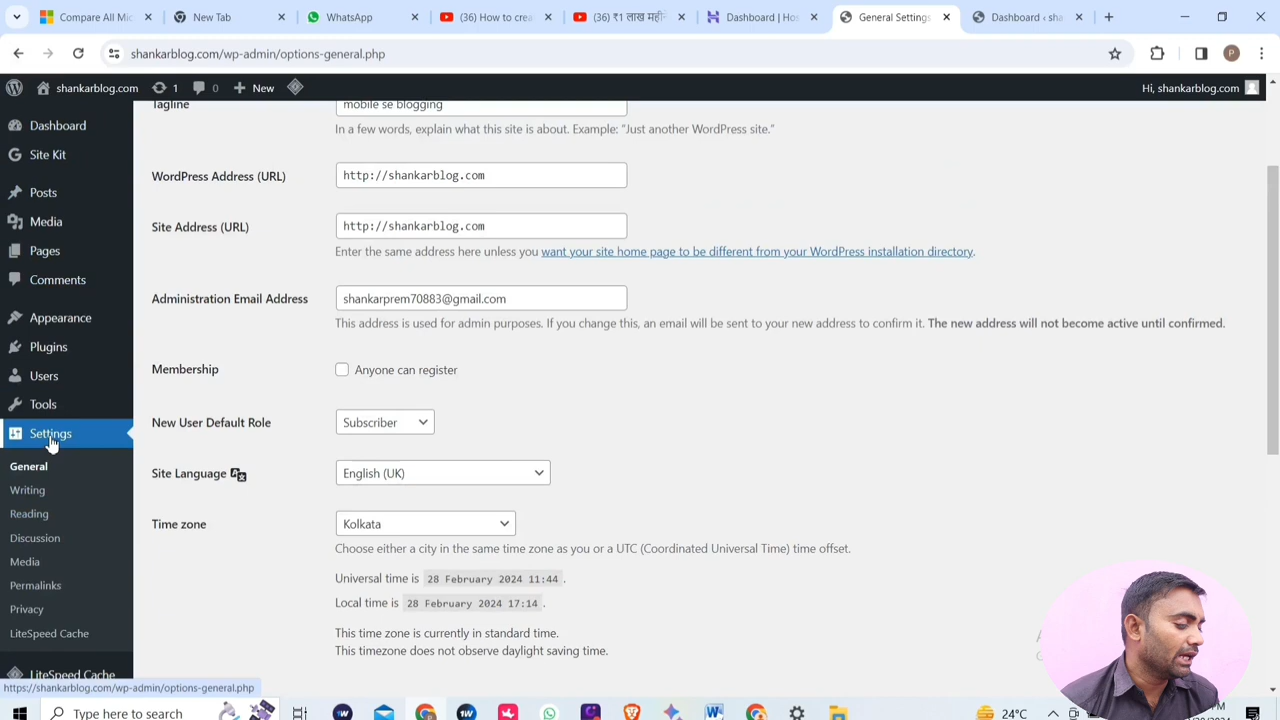 Compare All Mic
New Tab
WhatsApp
(36) How to crea
(36) ₹1 लाख महीन
Dashboard | Hos
General Settings
Dashboard ‹ sha
shankarblog.com/wp-admin/options-general.php
P
shankarblog.com
1
0
New
Hi, shankarblog.com
Dashboard
Site Kit
Posts
Media
Pages
Comments
Appearance
Plugins
Users
Tools
Settings
General
Writing
Reading
Discussion
Media
Permalinks
Privacy
LiteSpeed Cache
LiteSpeed Cache
https://shankarblog.com/wp-admin/options-general.php
Tagline
mobile se blogging
In a few words, explain what this site is about. Example: “Just another WordPress site.”
WordPress Address (URL)
http://shankarblog.com
Site Address (URL)
http://shankarblog.com
Enter the same address here unless you want your site home page to be different from your WordPress installation directory.
Administration Email Address
shankarprem70883@gmail.com
This address is used for admin purposes. If you change this, an email will be sent to your new address to confirm it. The new address will not become active until confirmed.
Membership
Anyone can register
New User Default Role
Subscriber
Site Language
English (UK)
Time zone
Kolkata
Choose either a city in the same time zone as you or a UTC (Coordinated Universal Time) time offset.
Universal time is 28 February 2024 11:44 .
Local time is 28 February 2024 17:14 .
This time zone is currently in standard time.
This timezone does not observe daylight saving time.
Type here to search
24°C